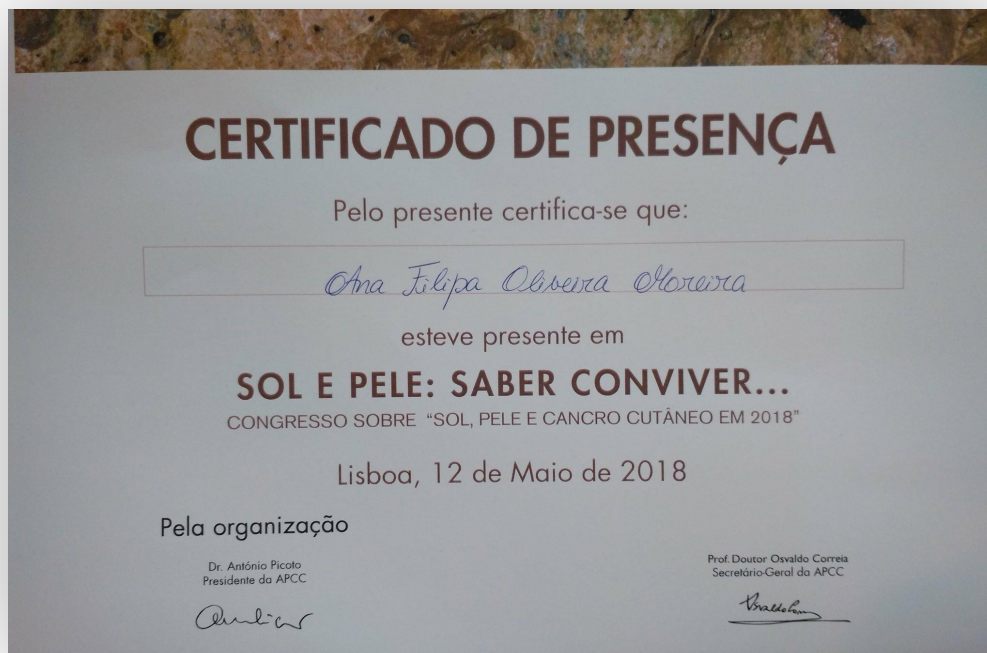 CERTIFICADO DE PRESENÇA
Pelo presente certifica-se que:
Ana Filipa Oliveira Moreira
esteve presente em
SOL E PELE: SABER CONVIVER...
CONGRESSO SOBRE “SOL, PELE E CANCRO CUTÂNEO EM 2018”
Lisboa, 12 de Maio de 2018
Pela organização
Dr. António Picoto
Presidente da APCC
Prof. Doutor Osvaldo Correia
Secretário-Geral da APCC